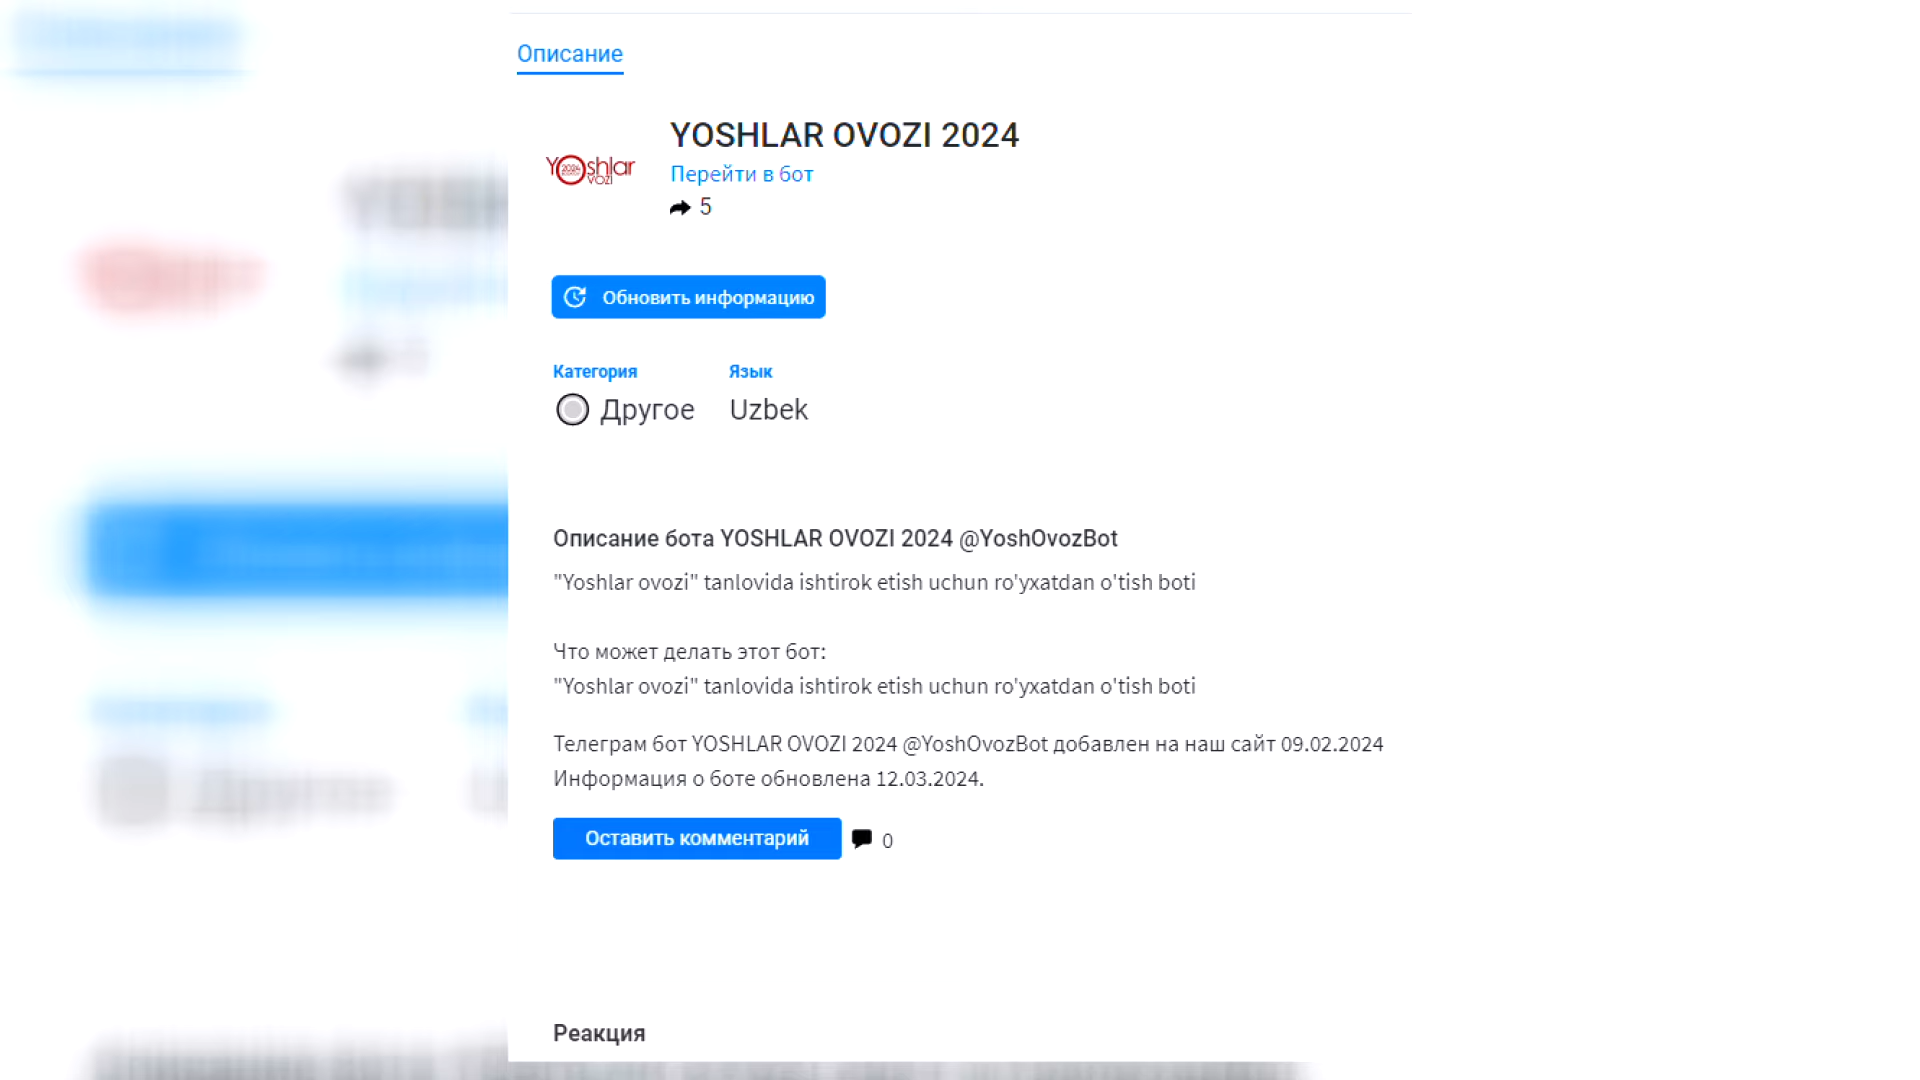 Описание
YOSHLAR OVOZI 2024
Yoshlar
2024
vozi
Перейти в бот
5
Обновить информацию
Категория Язык
Другое Uzbek
Описание бота YOSHLAR OVOZI 2024 @YoshOvozBot
"Yoshlar ovozi" tanlovida ishtirok etish uchun ro'yxatdan o'tish boti
Что может делать этот бот:
"Yoshlar ovozi" tanlovida ishtirok etish uchun ro'yxatdan o'tish boti
Телеграм бот YOSHLAR OVOZI 2024 @YoshOvozBot добавлен на наш сайт 09.02.2024
Информация о боте обновлена 12.03.2024.
Оставить комментарий 0
Реакция